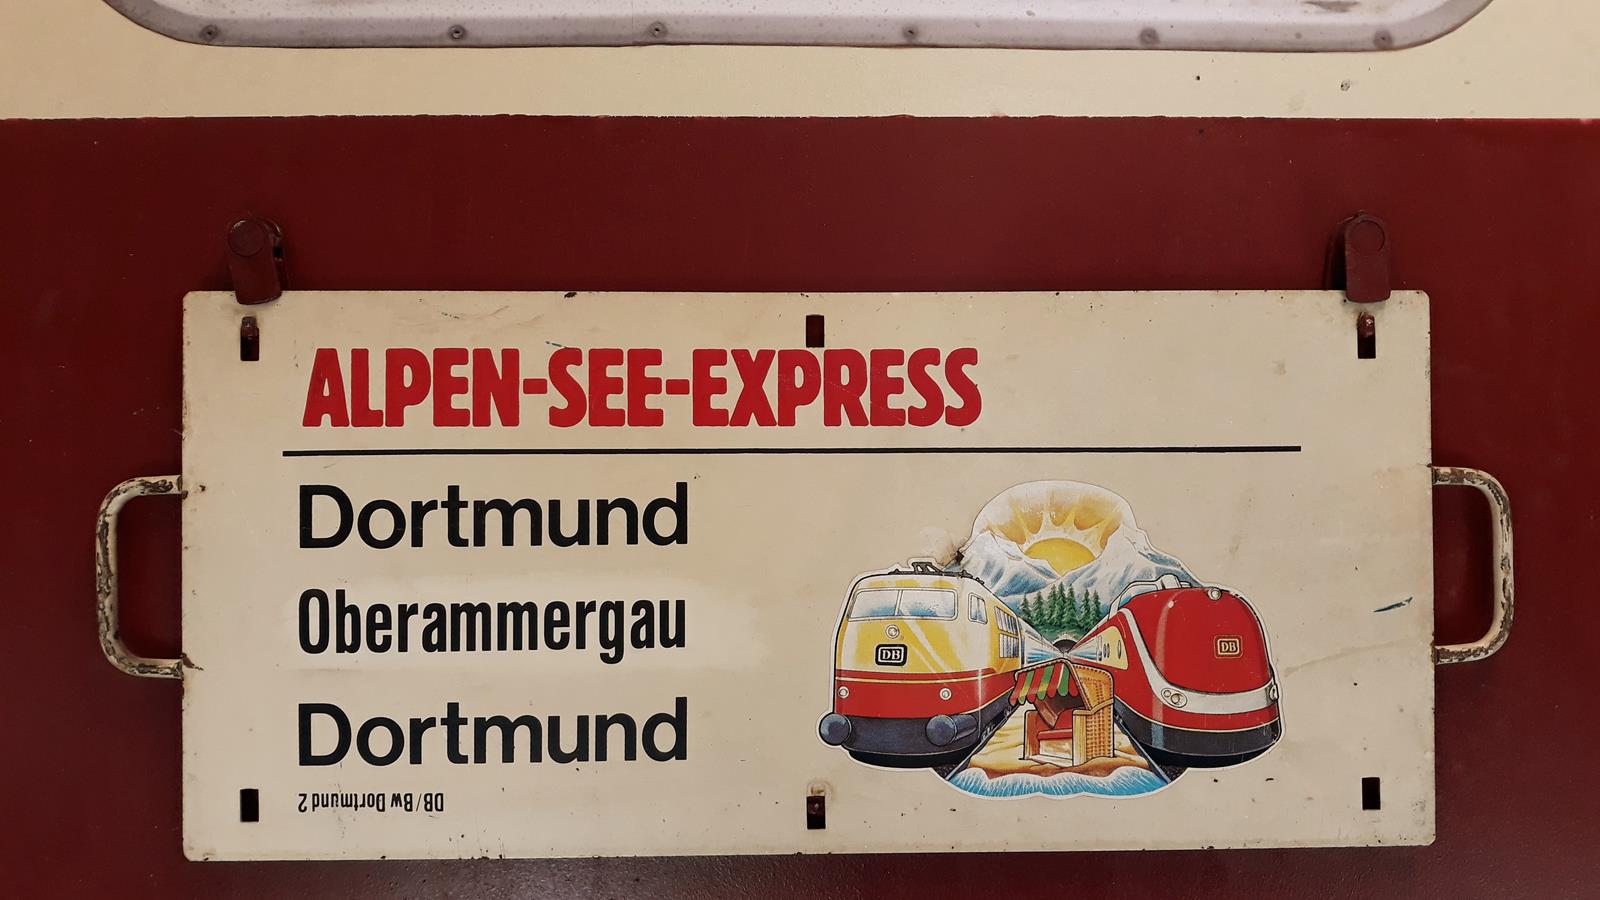 ALPEN-SEE-EXPRESS
Dortmund
Oberammergau
Dortmund
DB/Bw Dortmund 2
DB
DB